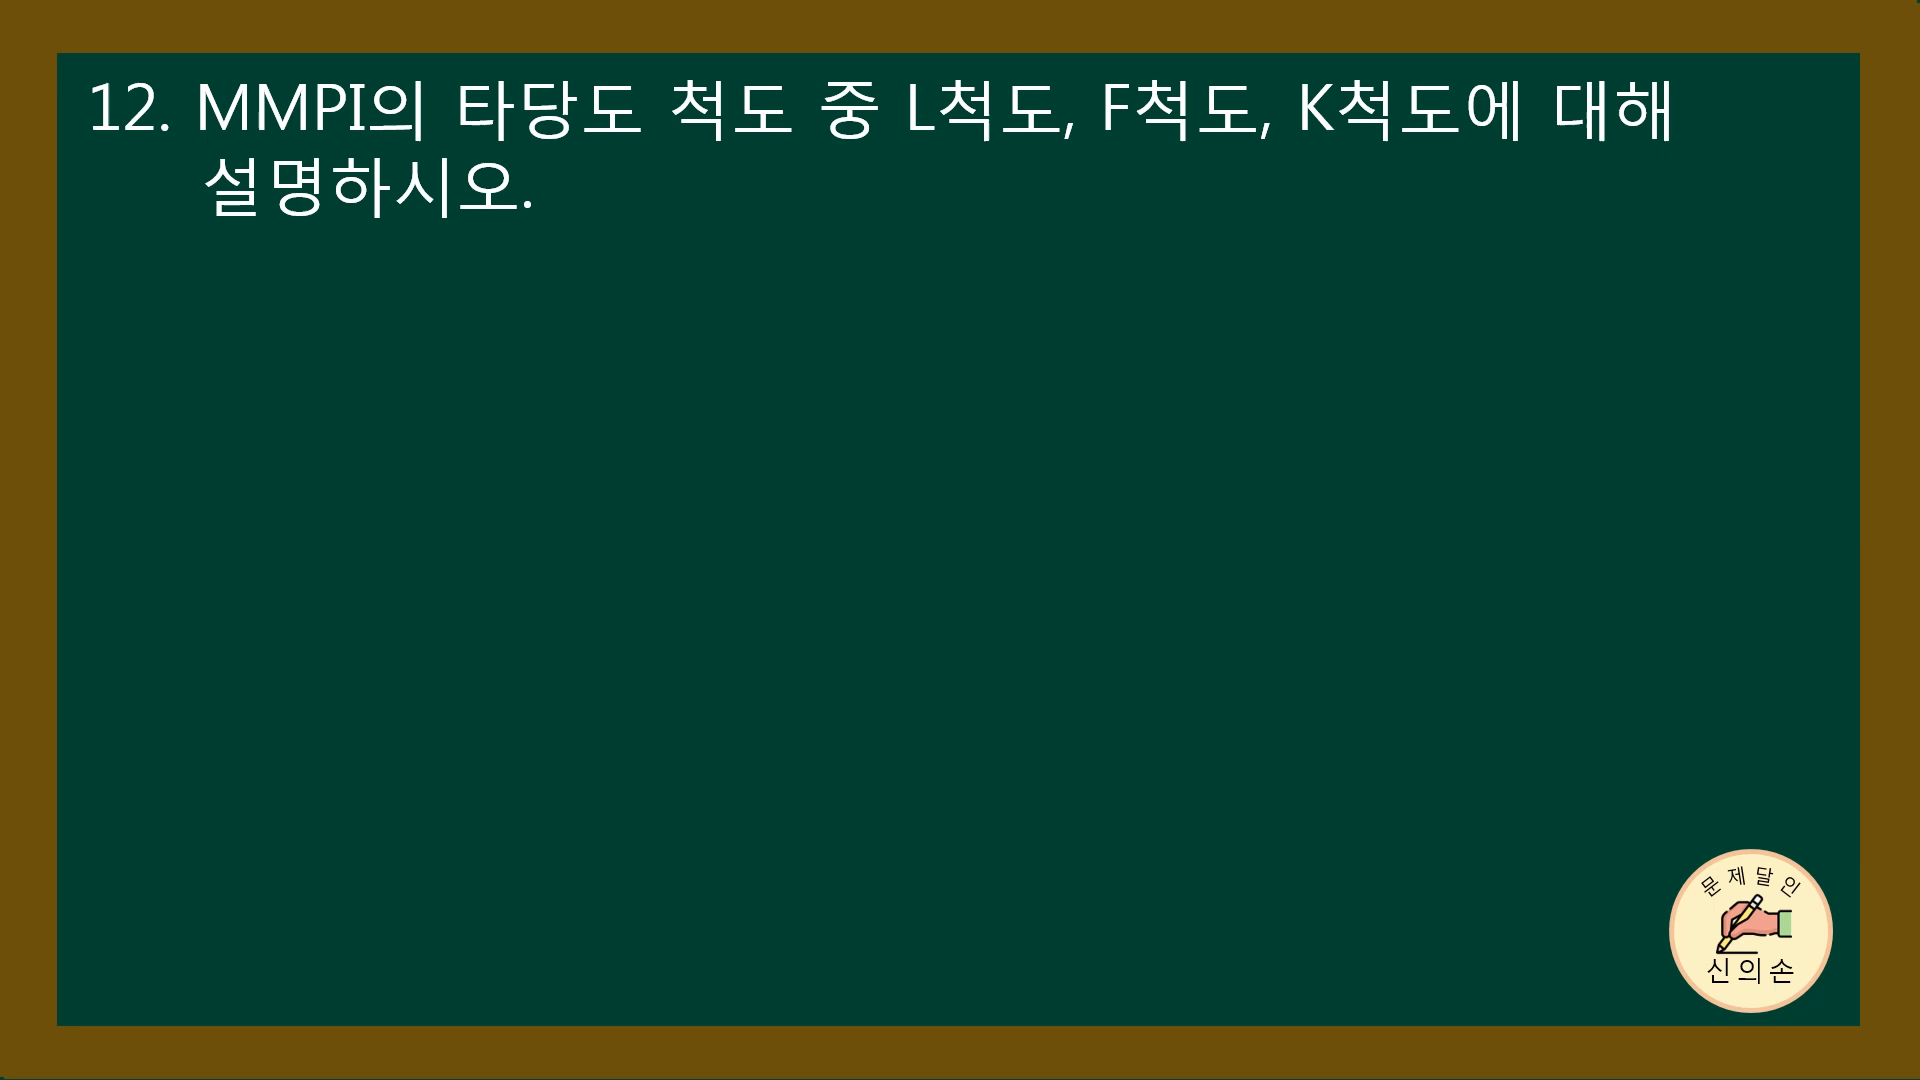 12. MMPI의 타당도 척도 중 L척도, F척도, K척도에 대해
설명하시오.
문제달인
신의손